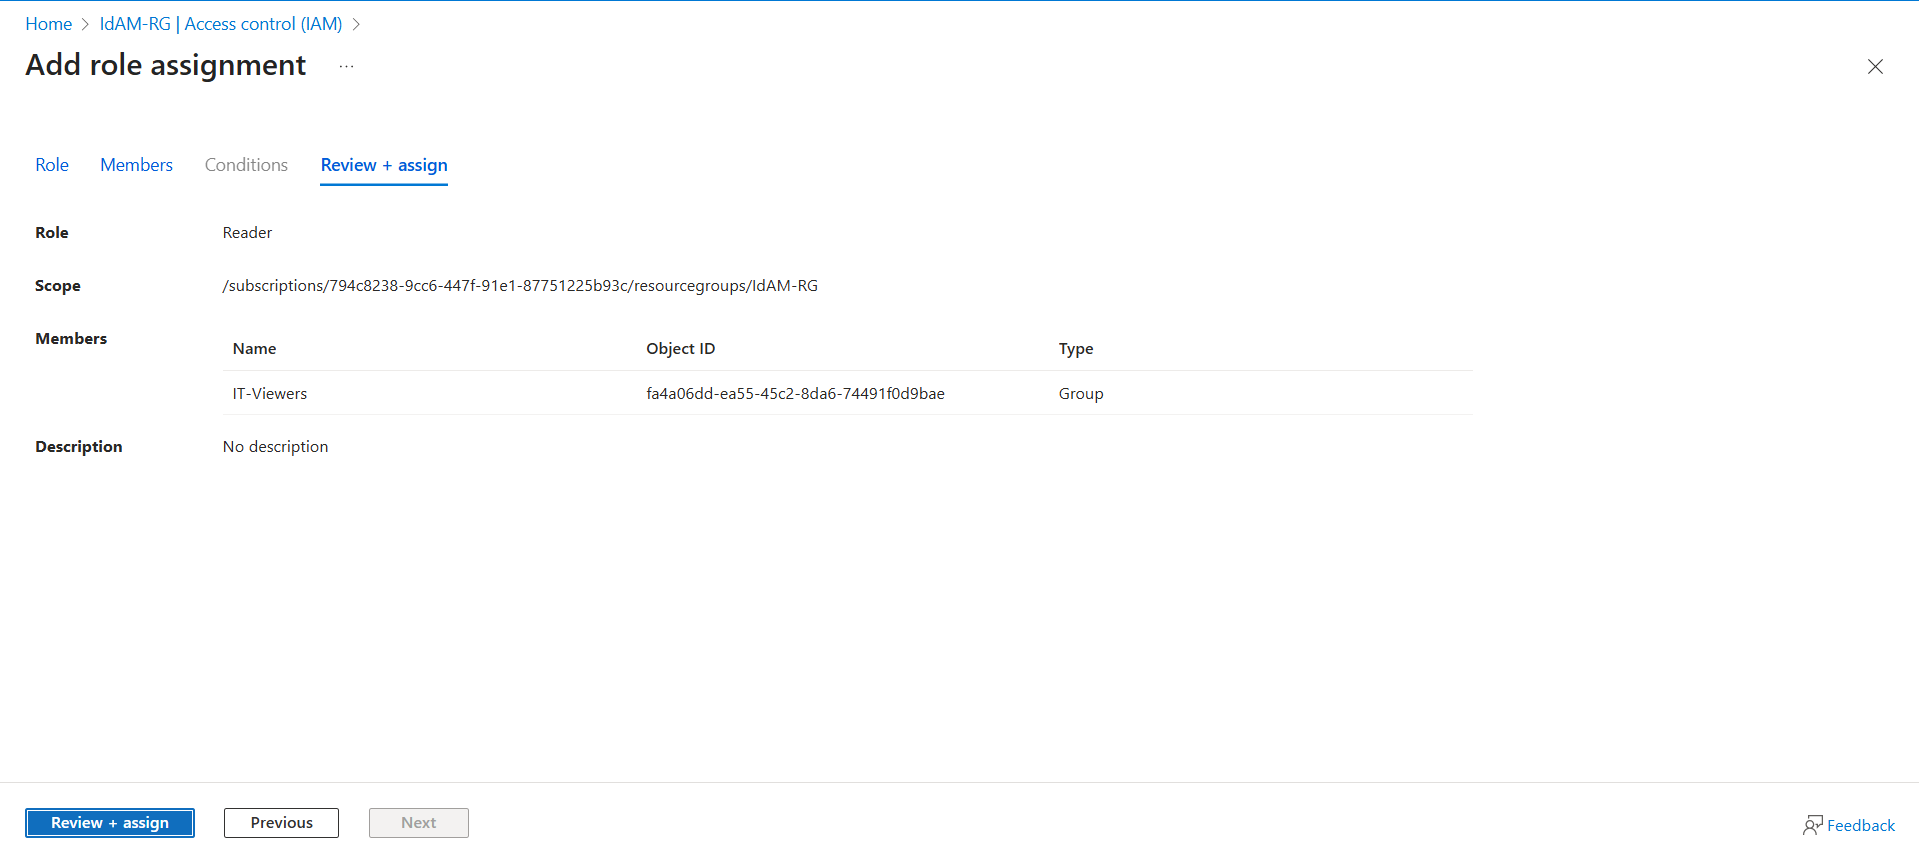 Home > IdAM-RG | Access control (IAM) >
Add role assignment ...
Role Members Conditions Review + assign
Role Reader
Scope /subscriptions/794c8238-9cc6-447f-91e1-87751225b93c/resourcegroups/IdAM-RG
Members
Name Object ID Type
IT-Viewers fa4a06dd-ea55-45c2-8da6-74491f0d9bae Group
Description No description
Review + assign Previous Next
Feedback